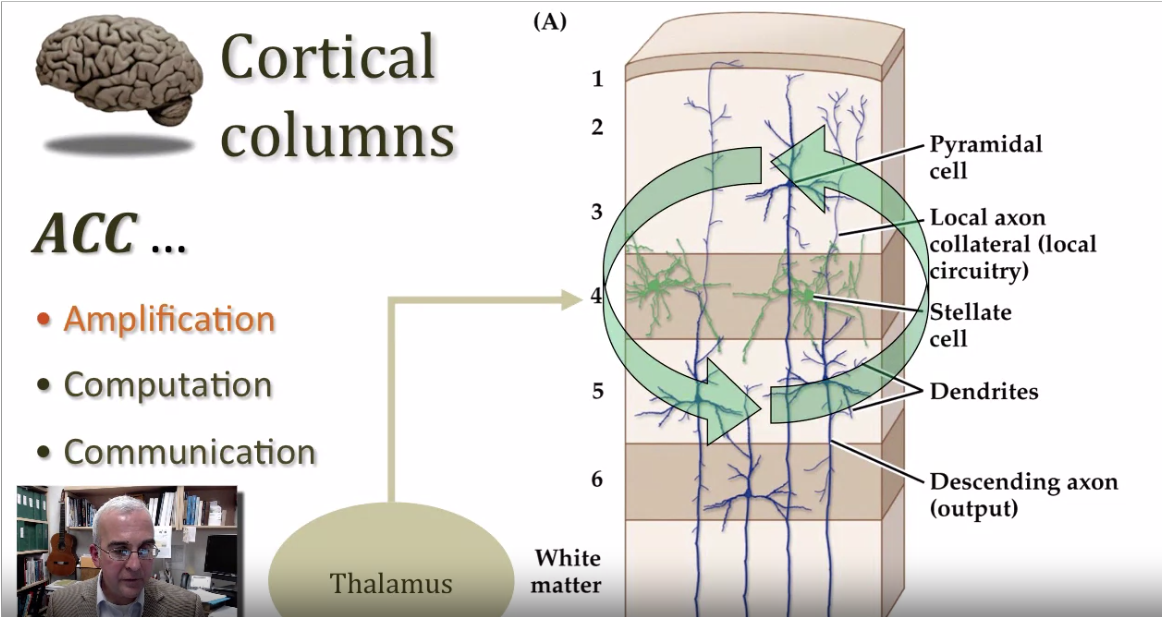 Cortical
columns
ACC ...
• Amplification
• Computation
• Communication
Thalamus
(A)
1
2
3
4
5
6
White
matter
Pyramidal
cell
Local axon
collateral (local
circuitry)
Stellate
cell
Dendrites
Descending axon
(output)